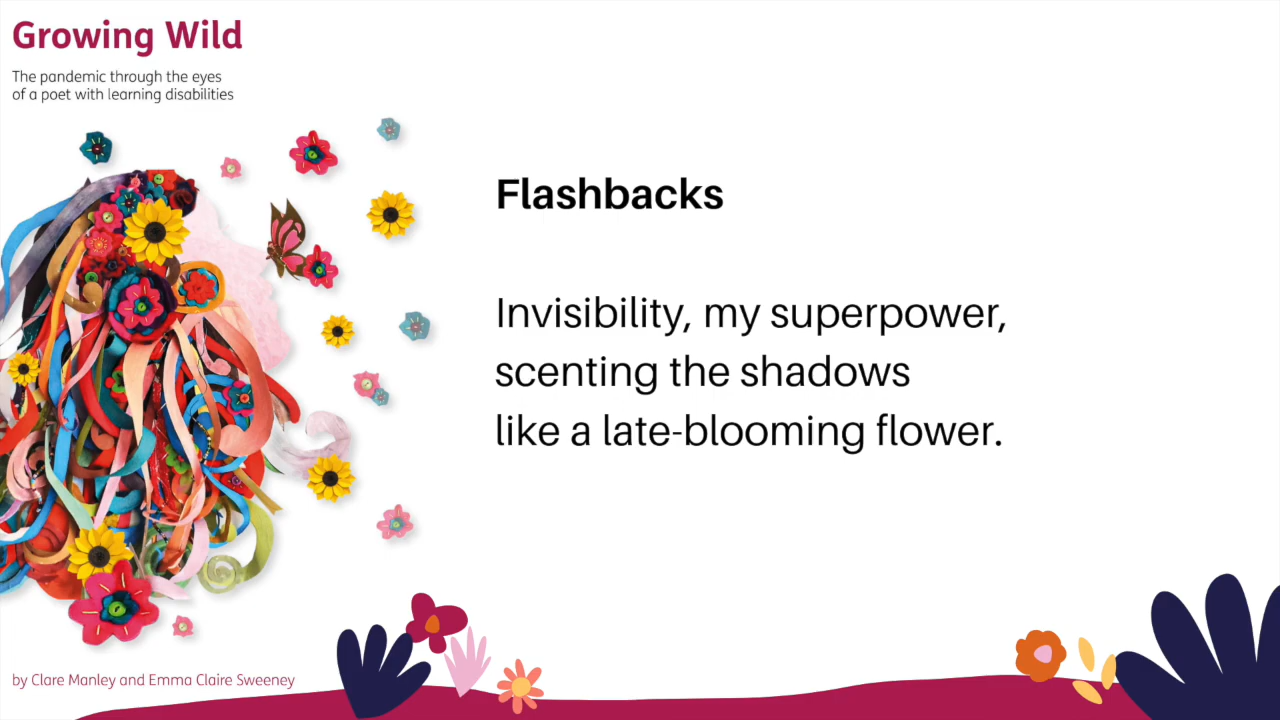 Growing Wild
The pandemic through the eyes
of a poet with learning disabilities
Flashbacks
Invisibility, my superpower,
scenting the shadows
like a late-blooming flower.
by Clare Manley and Emma Claire Sweeney